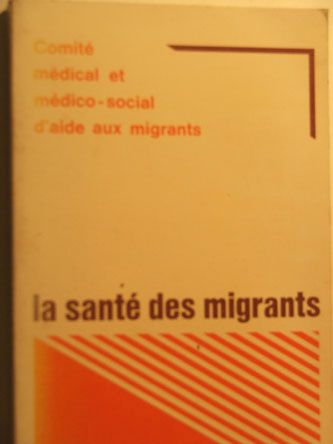 Comité
médical et
médico-social
d'aide aux migrants
la santé des migrants